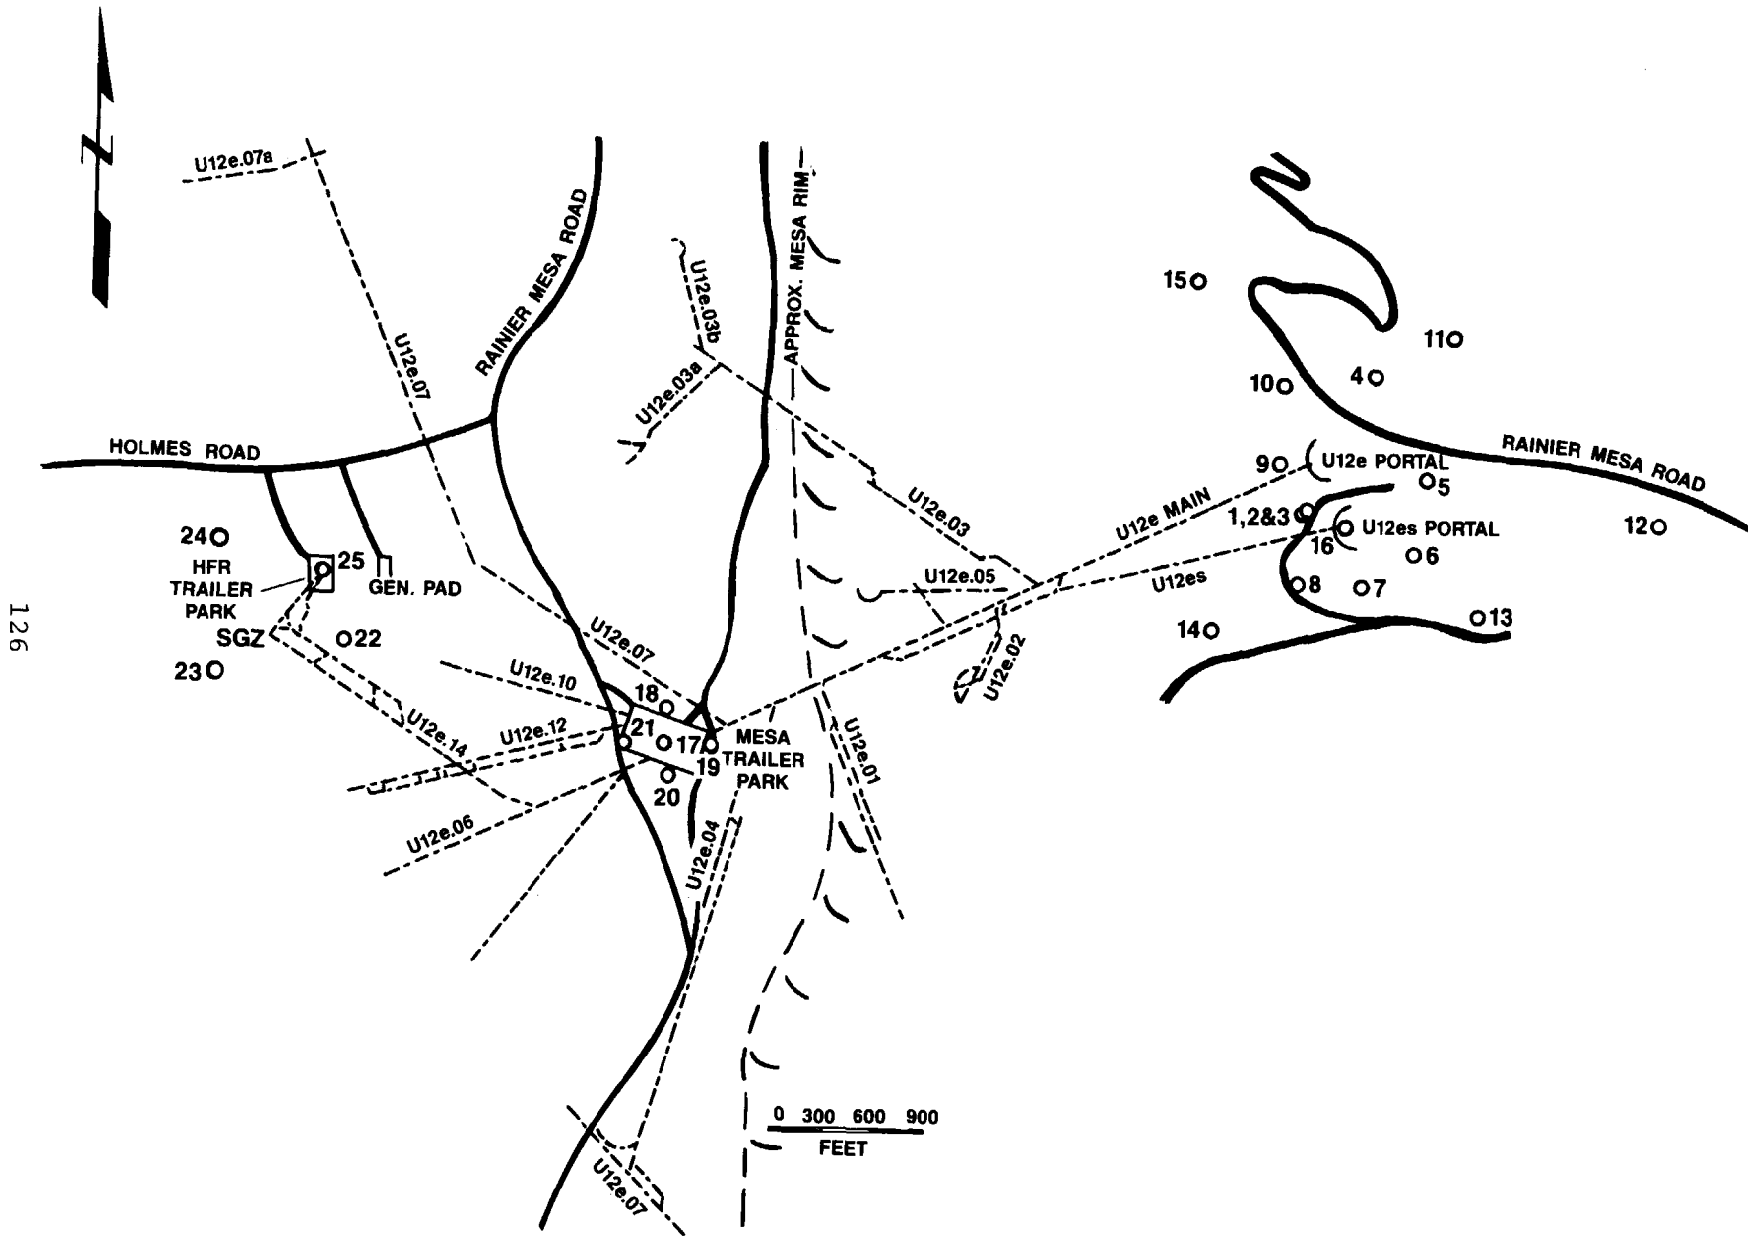 N
U12e.07a
RAINIER MESA ROAD
APPROX. MESA RIM
U12e.03b
15
U12e.07
11
U12e.03a
4
10
HOLMES ROAD
RAINIER MESA ROAD
9
U12e PORTAL
5
U12e.03
U12e MAIN
1,2&3
U12es PORTAL
12
24
16
25
HFR
TRAILER
PARK
GEN. PAD
6
U12e.05
U12es
8
7
SGZ
22
126
U12e.07
14
13
U12e.02
23
U12e.10
18
U12e.14
U12e.12
21
17
MESA
TRAILER
PARK
19
U12e.01
20
U12e.06
U12e.04
0 300 600 900
FEET
U12e.07